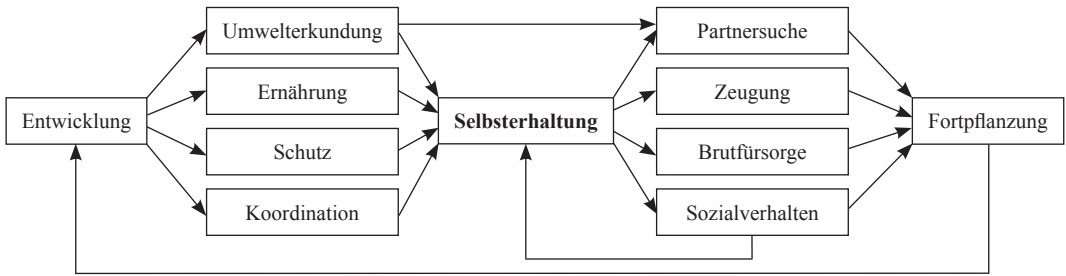 Umwelterkundung
Partnersuche
Ernährung
Zeugung
Entwicklung
Selbsterhaltung
Fortpflanzung
Schutz
Brutfürsorge
Koordination
Sozialverhalten